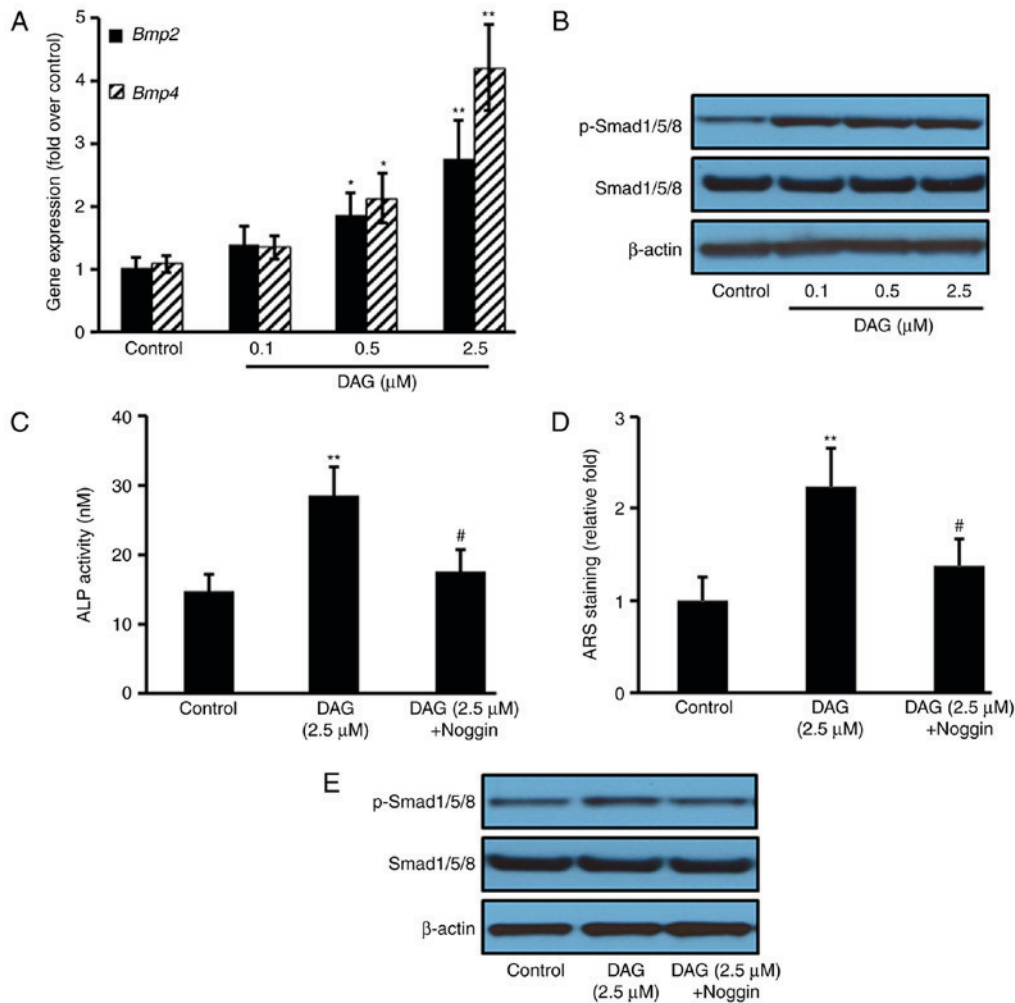 A
Gene expression (fold over control)
5
4
3
2
1
0
Bmp2
Bmp4
*
*
**
**
Control
0.1
0.5
2.5
DAG (μM)
B
p-Smad1/5/8
Smad1/5/8
β-actin
Control
0.1
0.5
2.5
DAG (μM)
C
ALP activity (nM)
40
30
20
10
0
**
#
Control
DAG
(2.5 μM)
DAG (2.5 μM)
+Noggin
D
ARS staining (relative fold)
3
2
1
0
**
#
Control
DAG
(2.5 μM)
DAG (2.5 μM)
+Noggin
E
p-Smad1/5/8
Smad1/5/8
β-actin
Control
DAG
(2.5 μM)
DAG (2.5 μM)
+Noggin